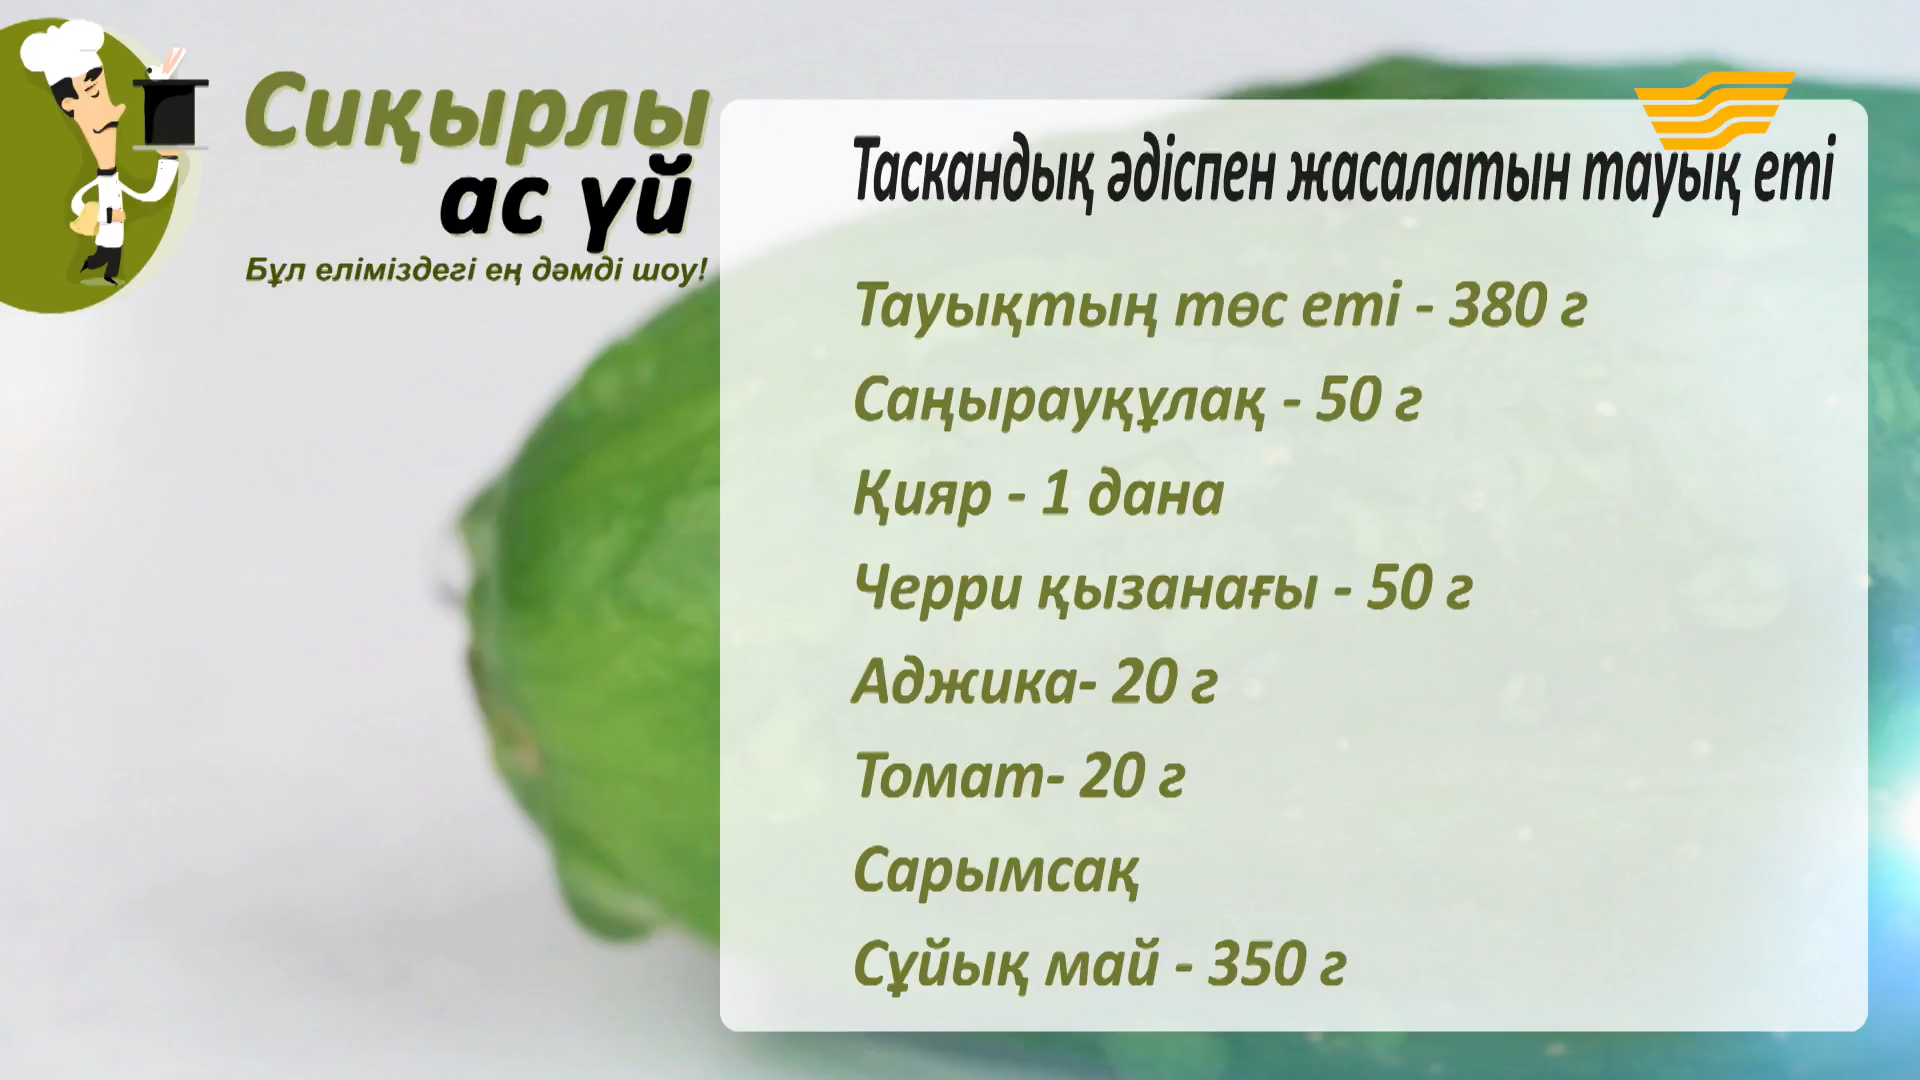 Сиқырлы
ас үй
Бұл еліміздегі ең дәмді шоу!
Таскандық әдіспен жасалатын тауық еті
Тауықтың төс еті - 380 г
Саңырауқұлақ - 50 г
Қияр - 1 дана
Черри қызанағы - 50 г
Аджика- 20 г
Томат- 20 г
Сарымсақ
Сұйық май - 350 г